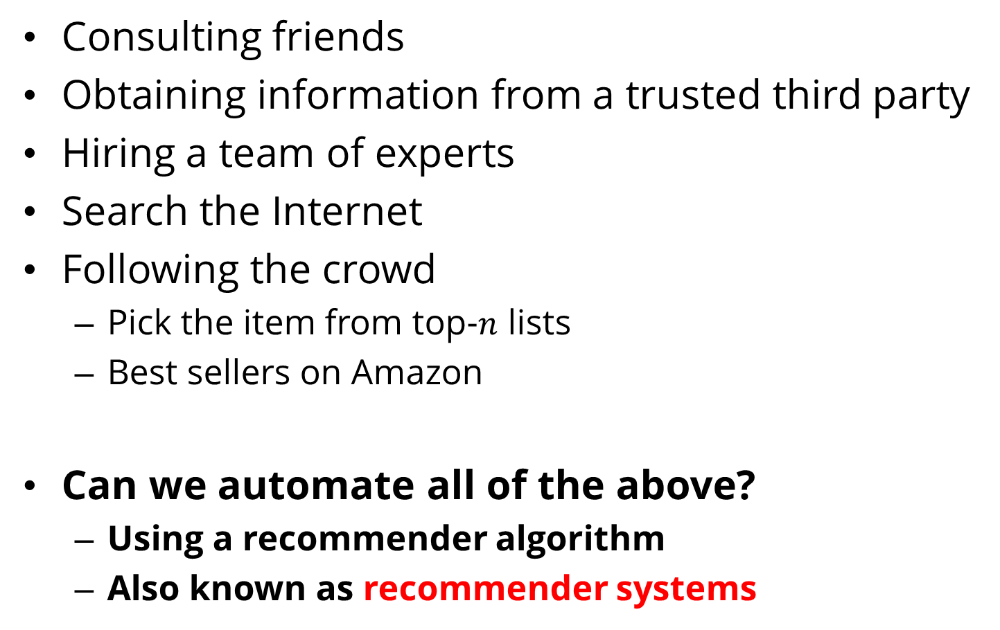 • Consulting friends
• Obtaining information from a trusted third party
• Hiring a team of experts
• Search the Internet
• Following the crowd
– Pick the item from top-n lists
– Best sellers on Amazon
• Can we automate all of the above?
– Using a recommender algorithm
– Also known as recommender systems